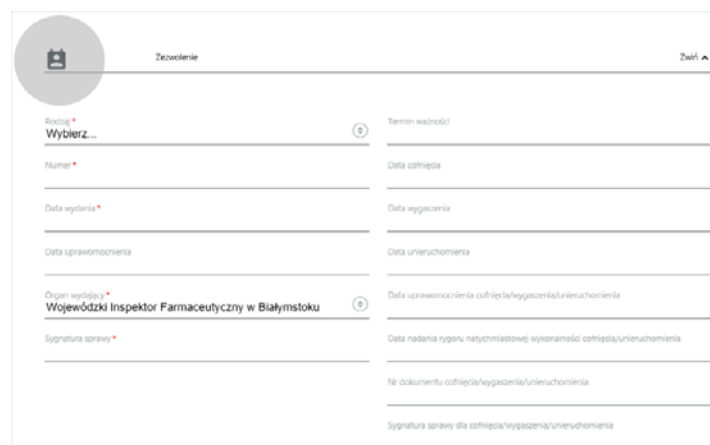 Zezwolenie
Zwiń
Rodzaj *
Wybierz...
Numer *
Data wydania *
Data uprawomocnienia
Organ wydający *
Wojewódzki Inspektor Farmaceutyczny w Białymstoku
Sygnatura sprawy *
Termin ważności
Data cofnięcia
Data wygaszenia
Data unieruchomienia
Data uprawomocnienia cofnięcia/wygaszenia/unieruchomienia
Data nadania rygoru natychmiastowej wykonalności cofnięcia/unieruchomienia
Nr dokumentu cofnięcia/wygaszenia/unieruchomienia
Sygnatura sprawy dla cofnięcia/wygaszenia/unieruchomienia